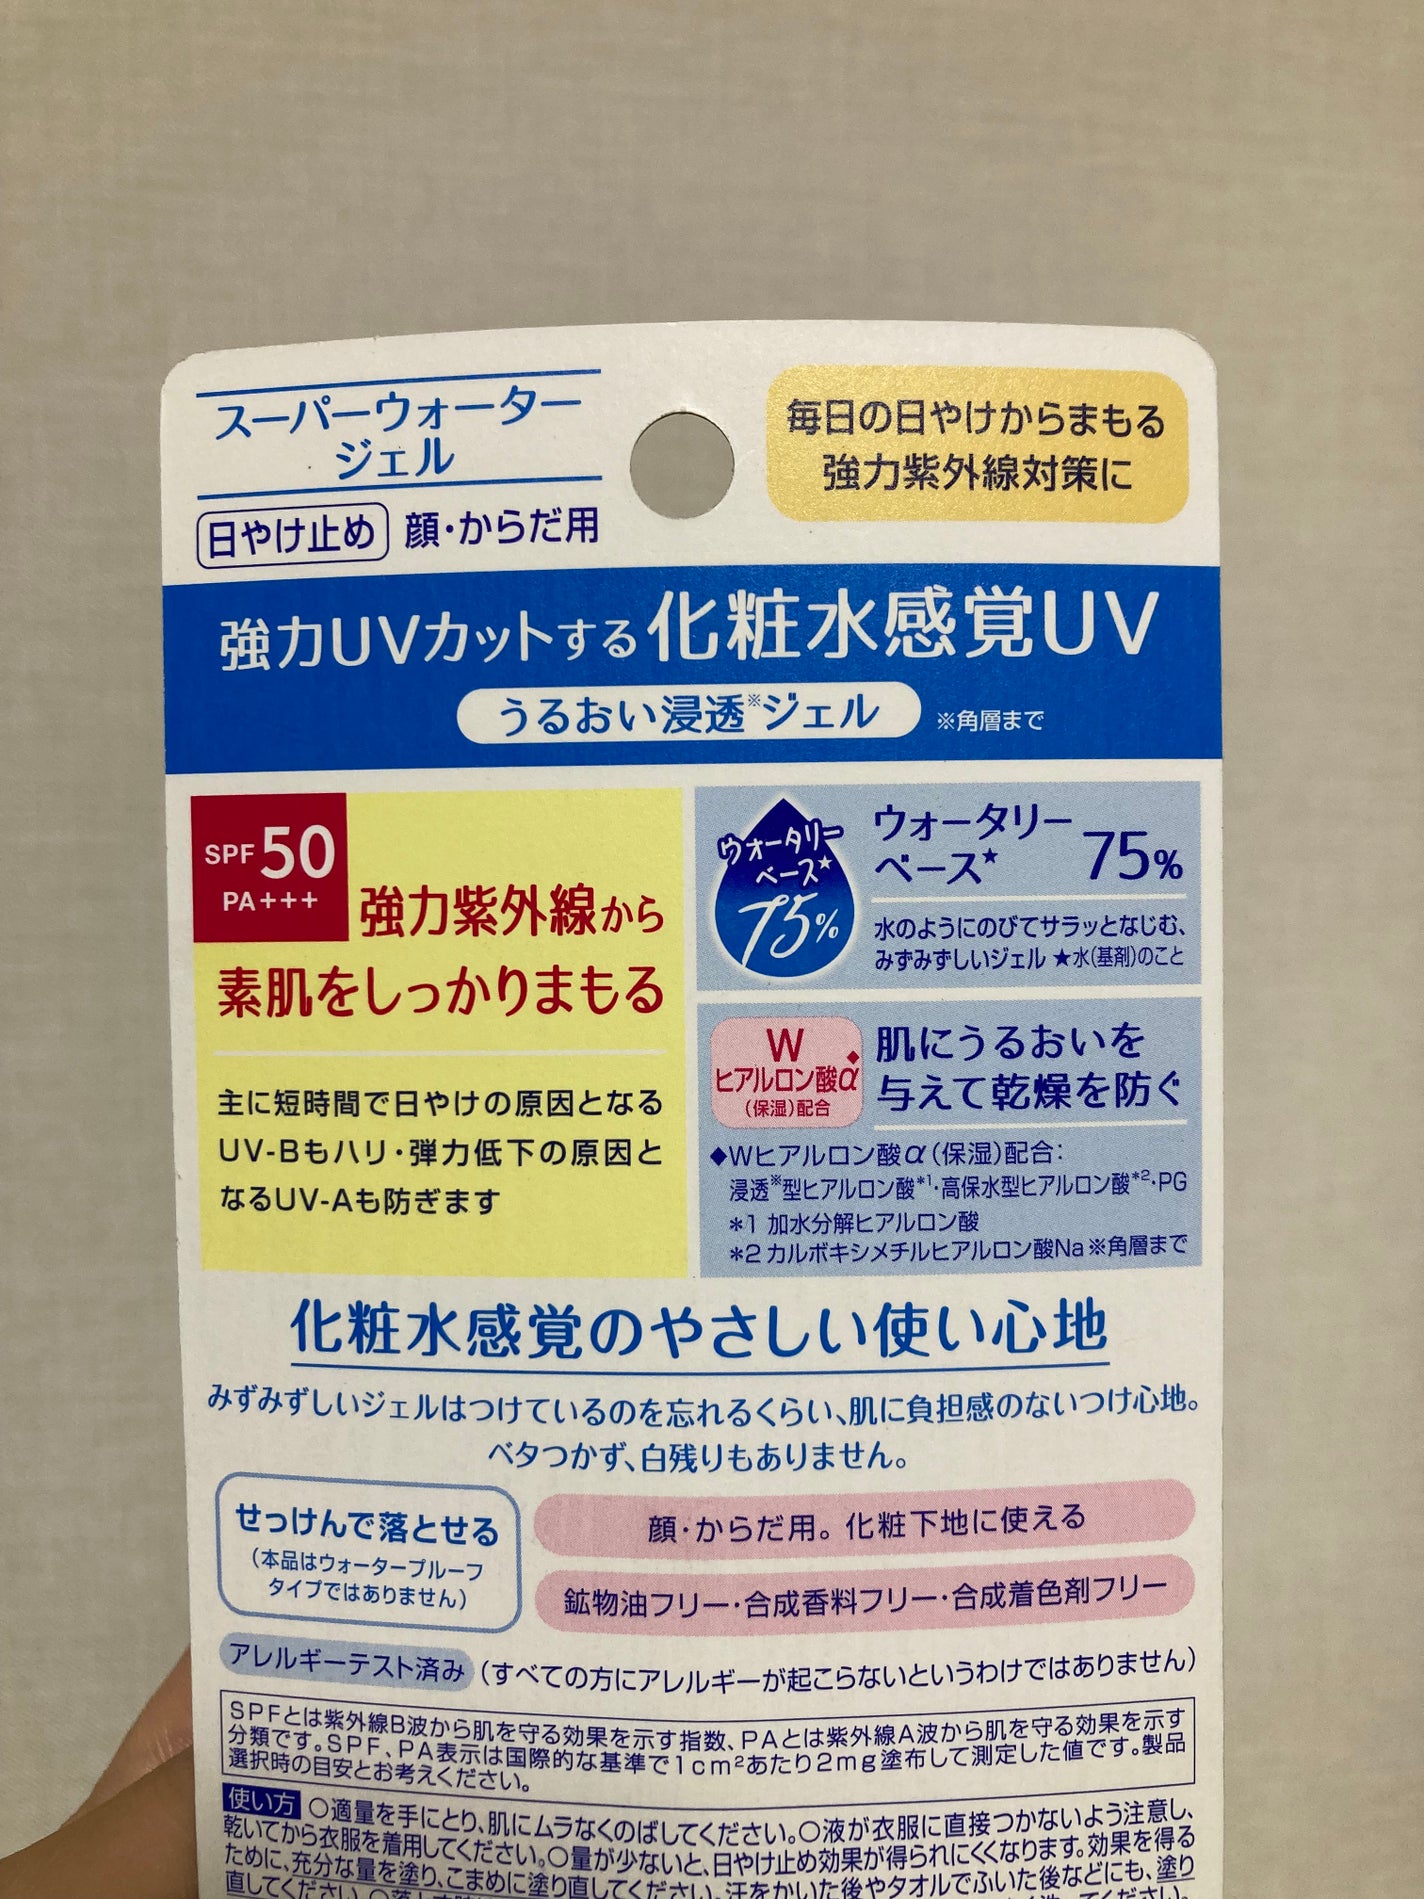 スーパーウォーター
ジェル
日やけ止め 顔・からだ用
毎日の日やけからまもる
強力紫外線対策に
強力UVカットする化粧水感覚UV
うるおい浸透※ジェル ※角層まで
SPF50
PA+++
強力紫外線から
素肌をしっかりまもる
主に短時間で日やけの原因となる
UV-Bもハリ・弾力低下の原因と
なるUV-Aも防ぎます
ウォータリー
ベース★
75%
ウォータリー
ベース★ 75%
水のようにのびてサラッとなじむ、
みずみずしいジェル ★水(基剤)のこと
W
ヒアルロン酸α◆
(保湿)配合
肌にうるおいを
与えて乾燥を防ぐ
◆Wヒアルロン酸α(保湿)配合:
浸透※型ヒアルロン酸*1・高保水型ヒアルロン酸*2・PG
*1 加水分解ヒアルロン酸
*2 カルボキシメチルヒアルロン酸Na ※角層まで
化粧水感覚のやさしい使い心地
みずみずしいジェルはつけているのを忘れるくらい、肌に負担感のないつけ心地。
ベタつかず、白残りもありません。
せっけんで落とせる
(本品はウォータープルーフ
タイプではありません)
顔・からだ用。化粧下地に使える
鉱物油フリー・合成香料フリー・合成着色剤フリー
アレルギーテスト済み (すべての方にアレルギーが起こらないというわけではありません)
SPFとは紫外線B波から肌を守る効果を示す指数、PAとは紫外線A波から肌を守る効果を示す
分類です。SPF、PA表示は国際的な基準で1cm²あたり2mg塗布して測定した値です。製品
選択時の目安とお考えください。
使い方 ○適量を手にとり、肌にムラなくのばしてください。○液が衣服に直接つかないよう注意し、
乾いてから衣服を着用してください。○量が少ないと、日やけ止め効果が得られにくくなります。効果を得る
ために、充分な量を塗り、こまめに塗り直してください。汗をかいた後やタオルでふいた後などにも、塗り
直してください。